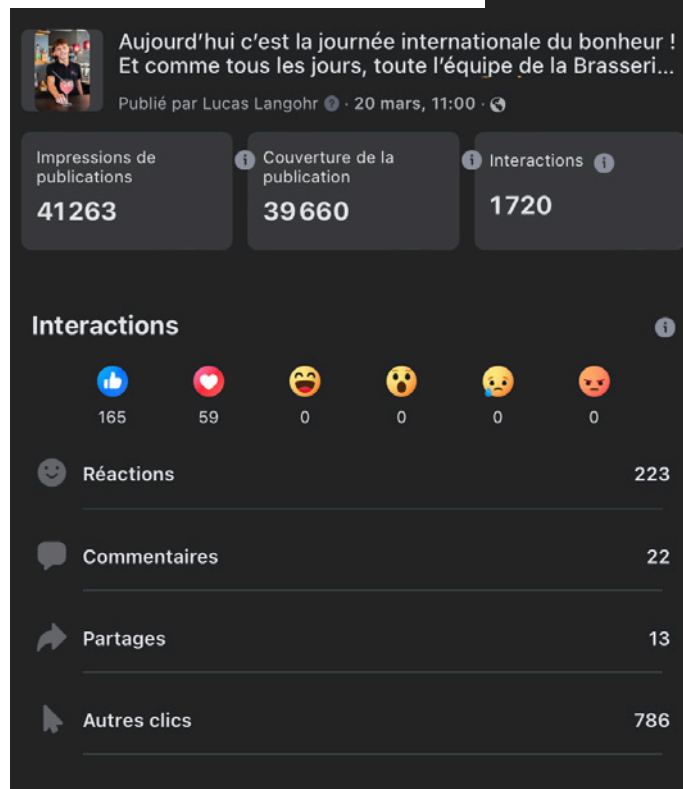 Aujourd'hui c'est la journée internationale du bonheur !
Et comme tous les jours, toute l'équipe de la Brasseri...
Publié par Lucas Langohr · 20 mars, 11:00 ·
Impressions de
publications
41263
Couverture de la
publication
39660
Interactions
1720
Interactions
165
59
0
0
0
0
Réactions
223
Commentaires
22
Partages
13
Autres clics
786